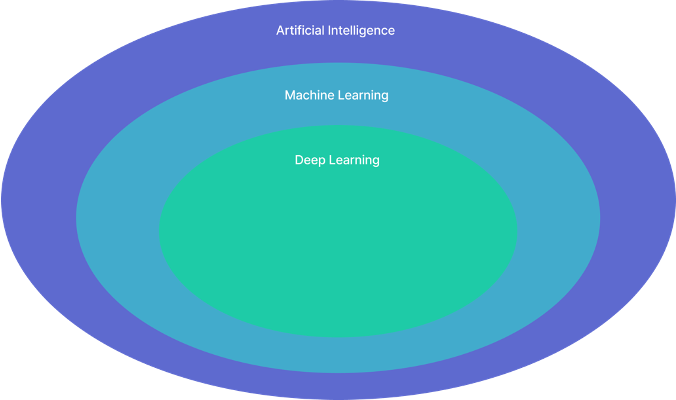 Artificial Intelligence
Machine Learning
Deep Learning